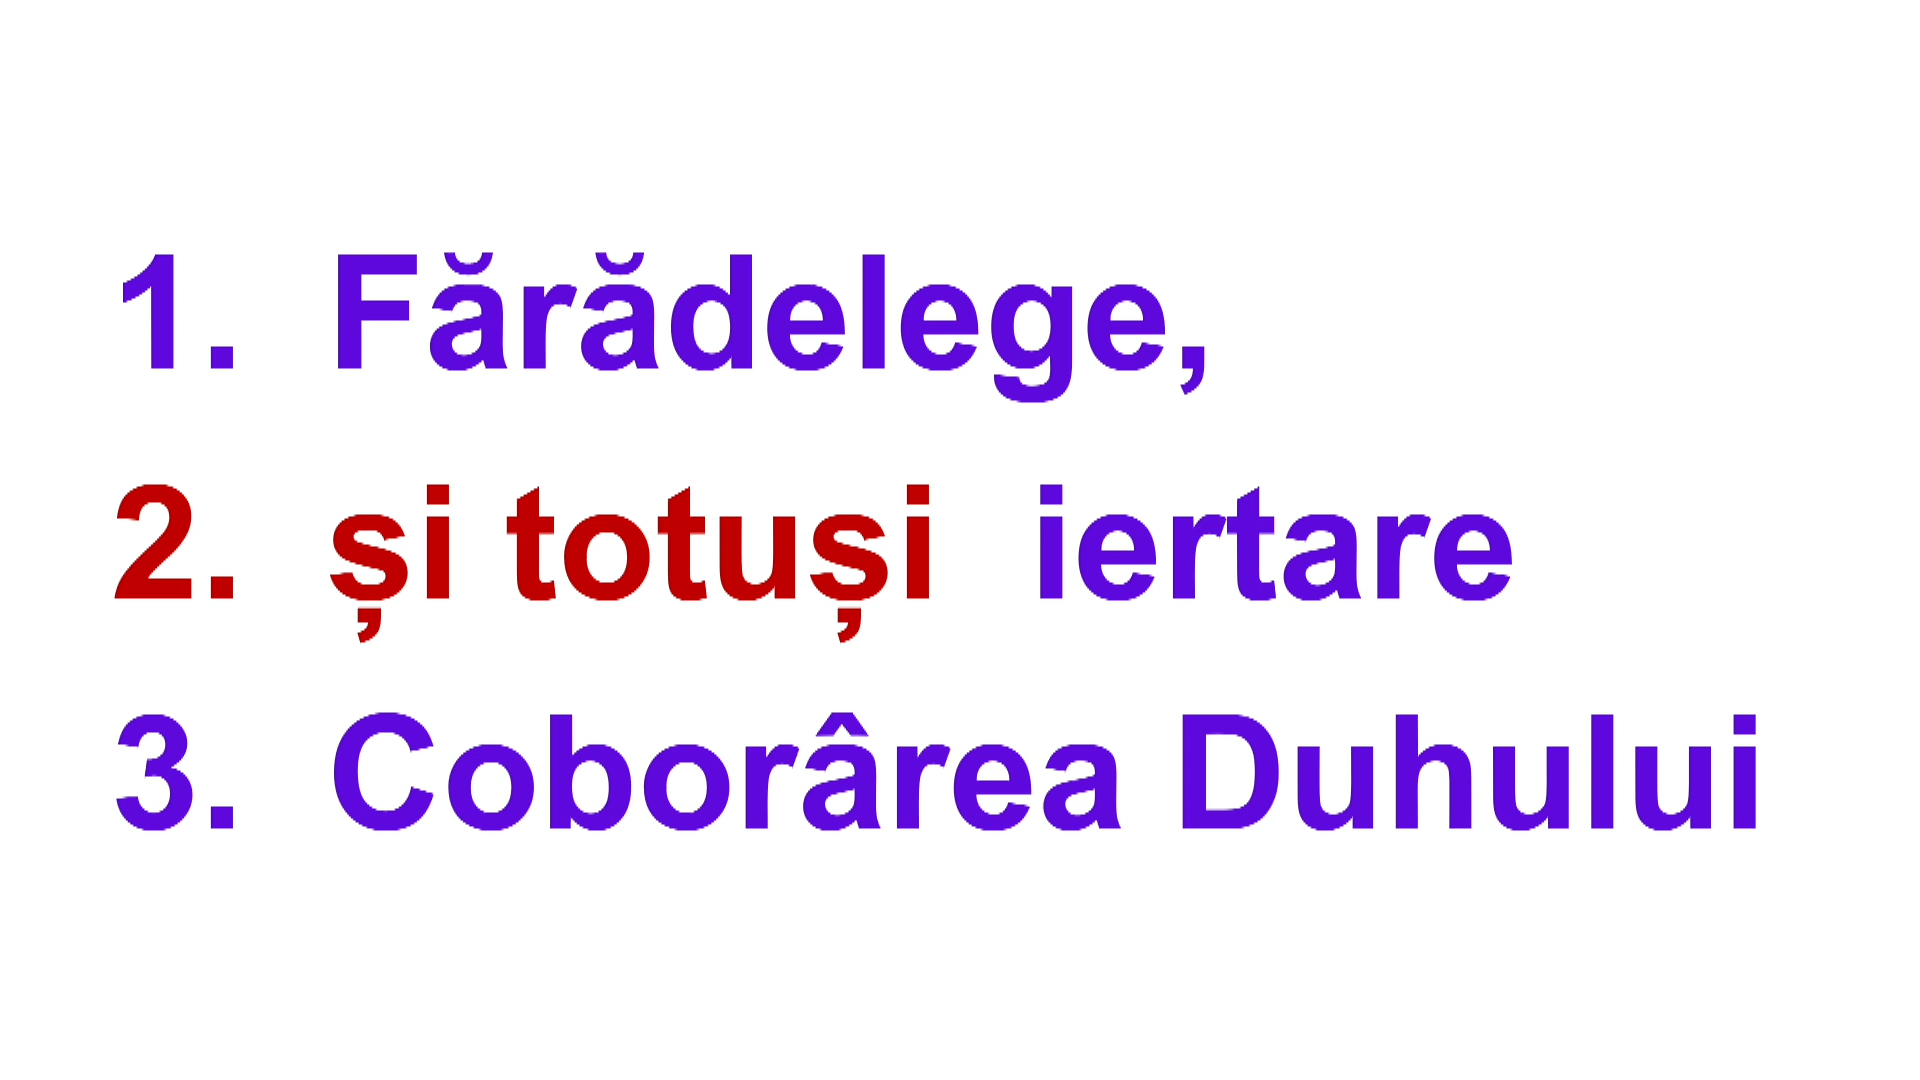 1. Fărădelege,
2. și totuși iertare
3. Coborârea Duhului